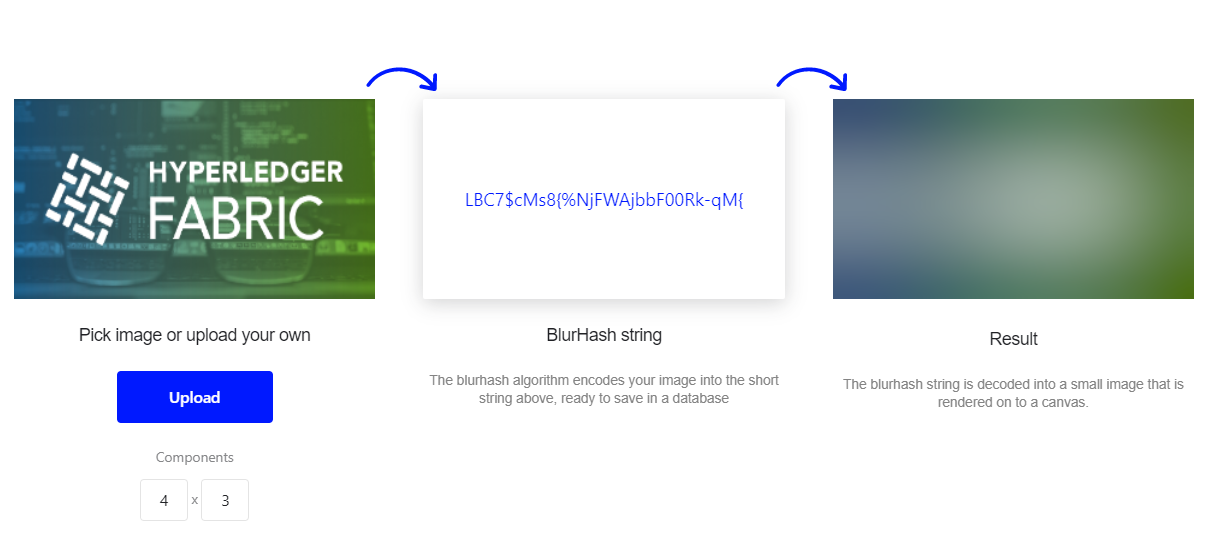 HYPERLEDGER
FABRIC
Pick image or upload your own
Upload
Components
4 x 3
LBC7$cMs8{%NjFWAjbbF00Rk-qM{
BlurHash string
The blurhash algorithm encodes your image into the short
string above, ready to save in a database
Result
The blurhash string is decoded into a small image that is
rendered on to a canvas.